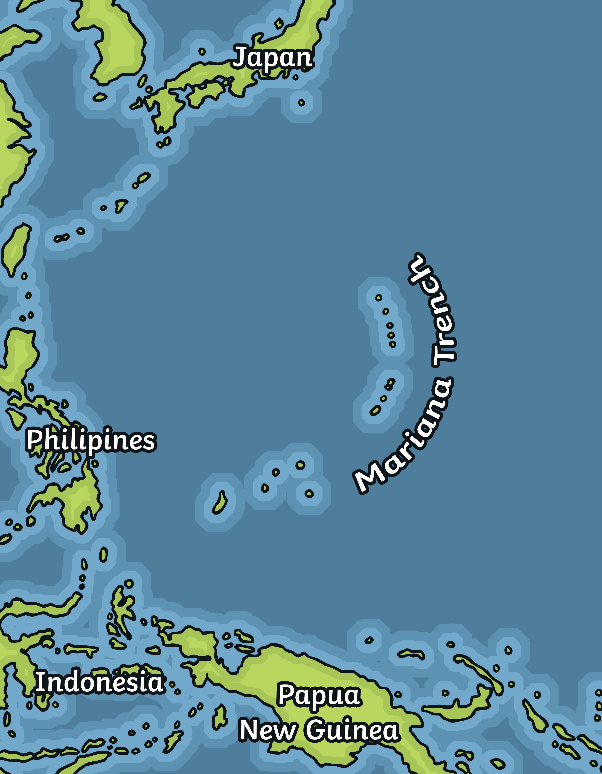 Japan
Mariana Trench
Philipines
Indonesia
Papua
New Guinea